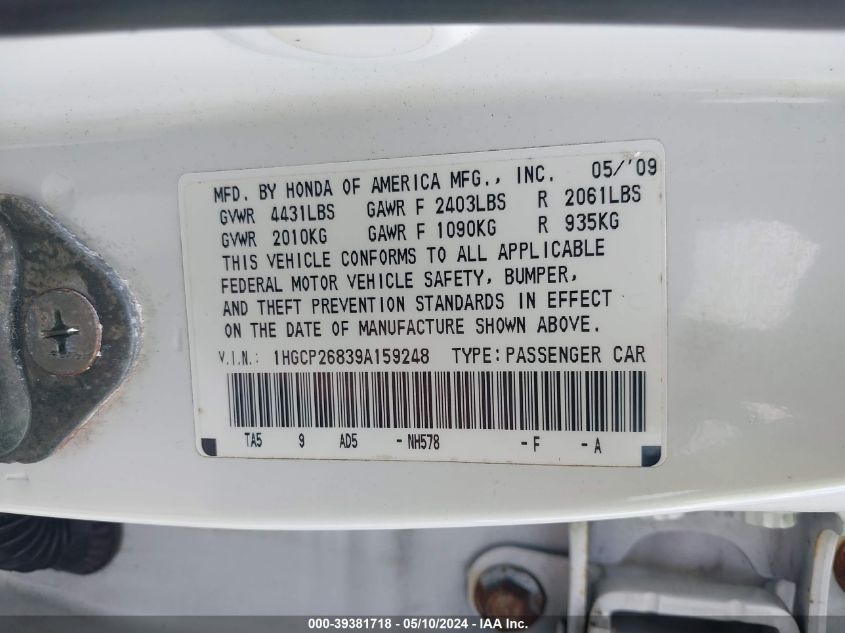 MFD. BY HONDA OF AMERICA MFG., INC. 05/'09
GVWR 4431LBS GAWR F 2403LBS R 2061LBS
GVWR 2010KG GAWR F 1090KG R 935KG
THIS VEHICLE CONFORMS TO ALL APPLICABLE
FEDERAL MOTOR VEHICLE SAFETY, BUMPER,
AND THEFT PREVENTION STANDARDS IN EFFECT
ON THE DATE OF MANUFACTURE SHOWN ABOVE.
V.I.N.: 1HGCP26839A159248 TYPE: PASSENGER CAR
TA5 9 AD5 -NH578 -F -A
000-39381718 - 05/10/2024 - IAA Inc.